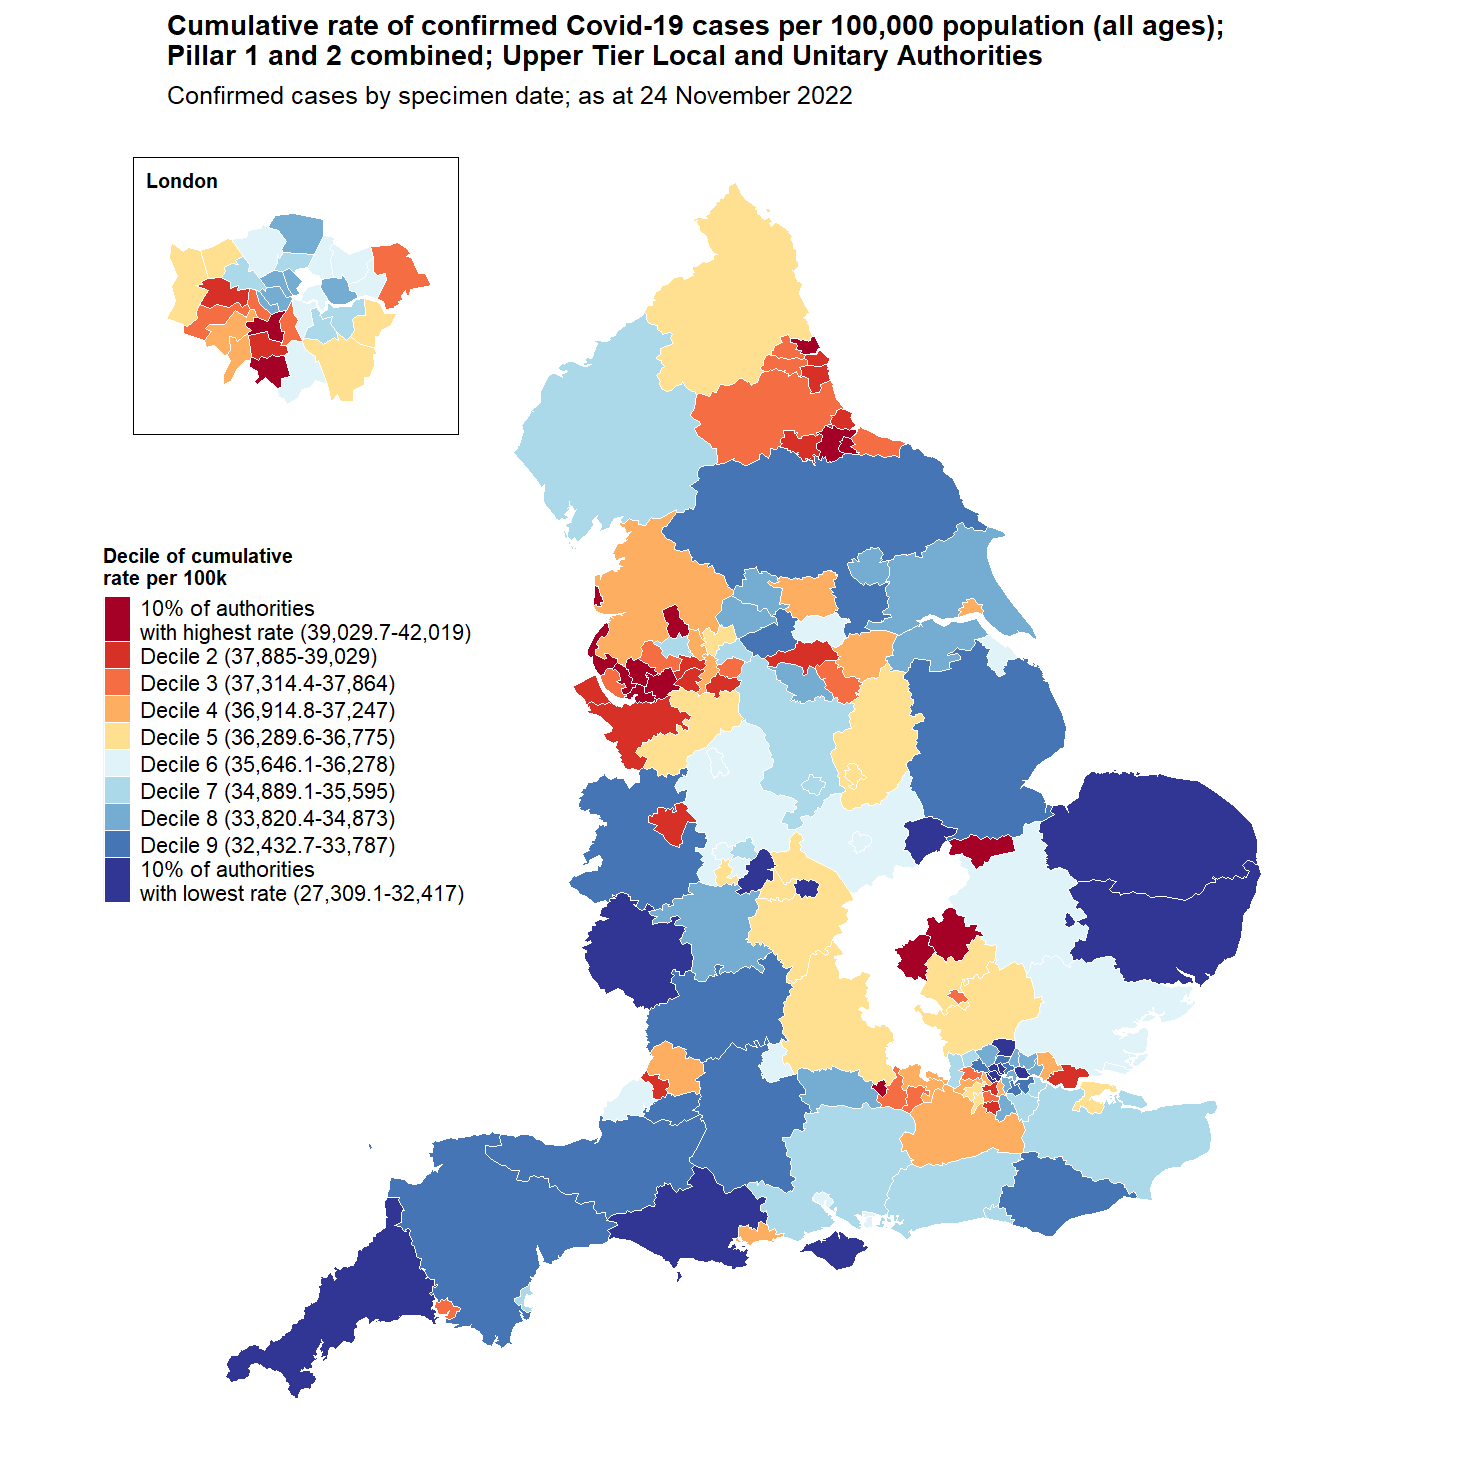 Cumulative rate of confirmed Covid-19 cases per 100,000 population (all ages);
Pillar 1 and 2 combined; Upper Tier Local and Unitary Authorities
Confirmed cases by specimen date; as at 24 November 2022
London
Decile of cumulative
rate per 100k
10% of authorities
with highest rate (39,029.7-42,019)
Decile 2 (37,885-39,029)
Decile 3 (37,314.4-37,864)
Decile 4 (36,914.8-37,247)
Decile 5 (36,289.6-36,775)
Decile 6 (35,646.1-36,278)
Decile 7 (34,889.1-35,595)
Decile 8 (33,820.4-34,873)
Decile 9 (32,432.7-33,787)
10% of authorities
with lowest rate (27,309.1-32,417)